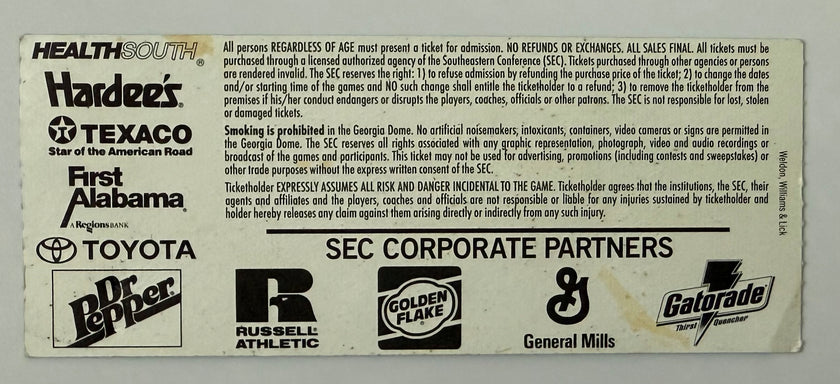 HEALTHSOUTH®
Hardee's®
TEXACO
Star of the American Road
First
Alabama®
A Regions BANK
TOYOTA
Dr
Pepper
All persons REGARDLESS OF AGE must present a ticket for admission. NO REFUNDS OR EXCHANGES. ALL SALES FINAL. All tickets must be
purchased through a licensed authorized agency of the Southeastern Conference (SEC). Tickets purchased through other agencies or persons
are rendered invalid. The SEC reserves the right: 1) to refuse admission by refunding the purchase price of the ticket; 2) to change the dates
and/or starting time of the games and NO such change shall entitle the ticketholder to a refund; 3) to remove the ticketholder from the
premises if his/her conduct endangers or disrupts the players, coaches, officials or other patrons. The SEC is not responsible for lost, stolen
or damaged tickets.
Smoking is prohibited in the Georgia Dome. No artificial noisemakers, intoxicants, containers, video cameras or signs are permitted in
the Georgia Dome. The SEC reserves all rights associated with any graphic representation, photograph, video and audio recordings or
broadcast of the games and participants. This ticket may not be used for advertising, promotions (including contests and sweepstakes) or
other trade purposes without the express written consent of the SEC.
Ticketholder EXPRESSLY ASSUMES ALL RISK AND DANGER INCIDENTAL TO THE GAME. Ticketholder agrees that the institutions, the SEC, their
agents and affiliates and the players, coaches and officials are not responsible or liable for any injuries sustained by ticketholder and
holder hereby releases any claim against them arising directly or indirectly from any such injury.
Weldon, Williams & Lick
SEC CORPORATE PARTNERS
R
RUSSELL®
ATHLETIC
GOLDEN
FLAKE®
G
General Mills
Gatorade®
Thirst Quencher